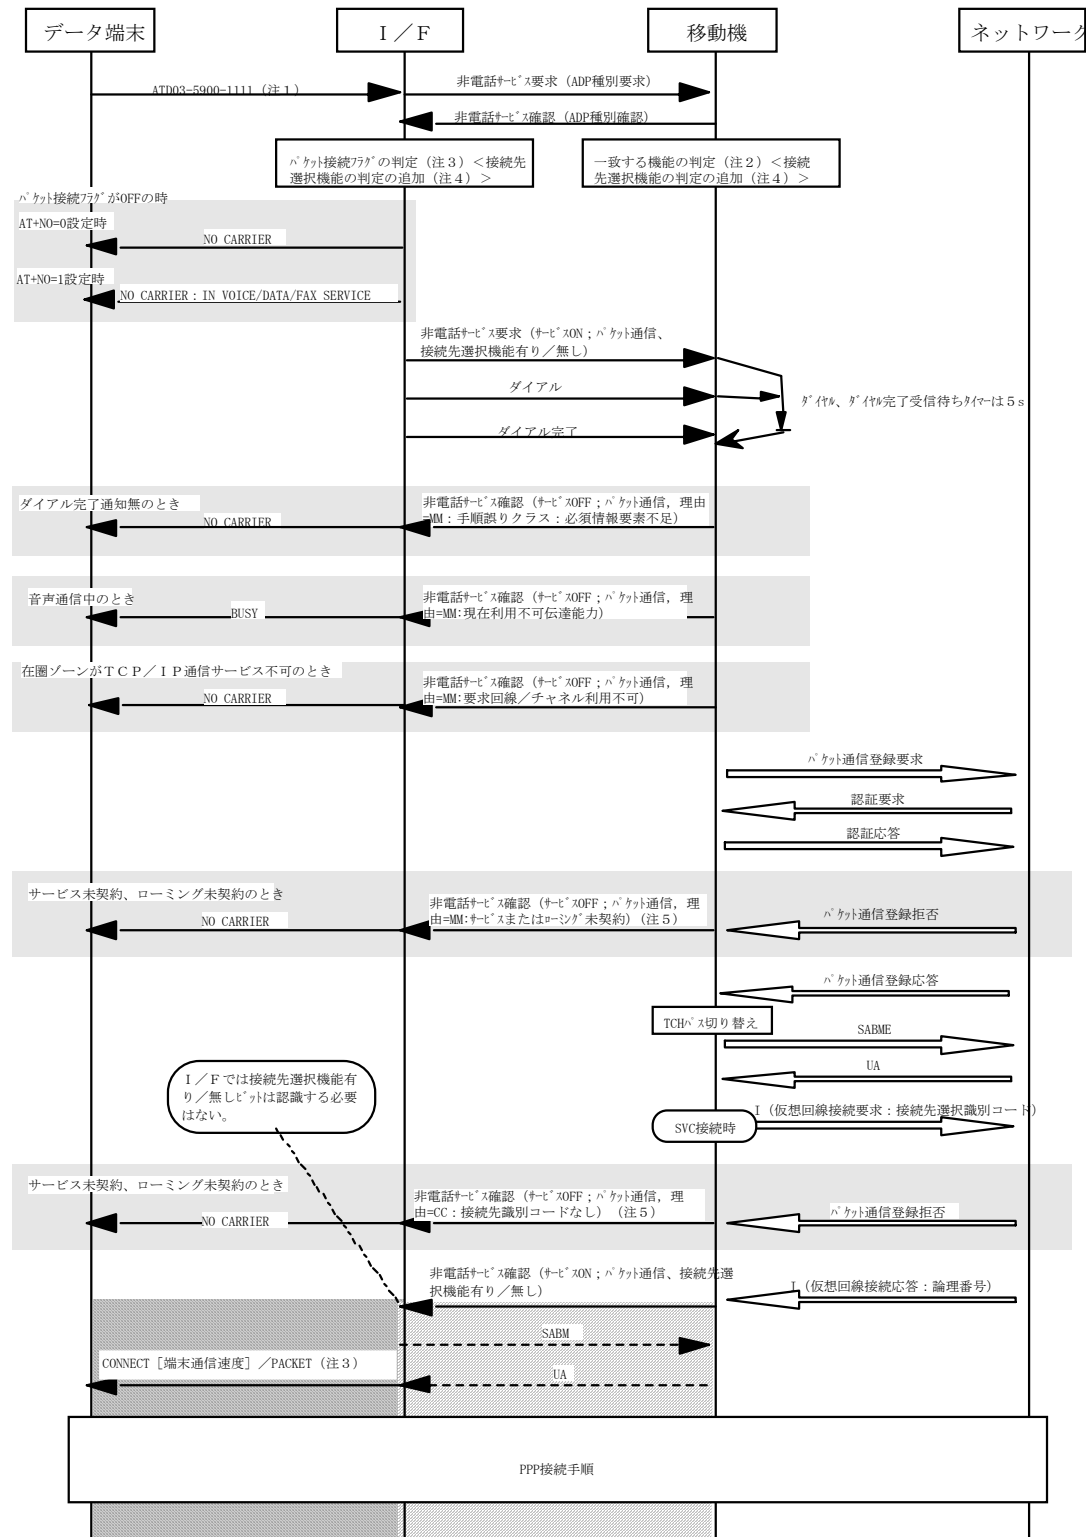 データ端末
Ｉ／Ｆ
移動機
ネットワーク
ATD03-5900-1111（注１）
非電話ｻｰﾋﾞｽ要求（ADP種別要求）
非電話ｻｰﾋﾞｽ確認（ADP種別確認）
ﾊﾟｹｯﾄ接続ﾌﾗｸﾞの判定（注３）＜接続先
選択機能の判定の追加（注４）＞
一致する機能の判定（注２）＜接続
先選択機能の判定の追加（注４）＞
ﾊﾟｹｯﾄ接続ﾌﾗｸﾞがOFFの時
AT+NO=0設定時
NO CARRIER
AT+NO=1設定時
NO CARRIER：IN VOICE/DATA/FAX SERVICE
非電話ｻｰﾋﾞｽ要求（ｻｰﾋﾞｽON；ﾊﾟｹｯﾄ通信、
接続先選択機能有り／無し）
ダイアル
ﾀﾞｲﾔﾙ、ﾀﾞｲﾔﾙ完了受信待ちﾀｲﾏｰは５s
ダイアル完了
ダイアル完了通知無のとき
NO CARRIER
非電話ｻｰﾋﾞｽ確認（ｻｰﾋﾞｽOFF；ﾊﾟｹｯﾄ通信，理由
=MM：手順誤りクラス：必須情報要素不足）
音声通信中のとき
BUSY
非電話ｻｰﾋﾞｽ確認（ｻｰﾋﾞｽOFF；ﾊﾟｹｯﾄ通信，理
由=MM:現在利用不可伝達能力）
在圏ゾーンがＴＣＰ／ＩＰ通信サービス不可のとき
NO CARRIER
非電話ｻｰﾋﾞｽ確認（ｻｰﾋﾞｽOFF；ﾊﾟｹｯﾄ通信，理
由=MM:要求回線／チャネル利用不可）
ﾊﾟｹｯﾄ通信登録要求
認証要求
認証応答
サービス未契約、ローミング未契約のとき
NO CARRIER
非電話ｻｰﾋﾞｽ確認（ｻｰﾋﾞｽOFF；ﾊﾟｹｯﾄ通信，理
由=MM:ｻｰﾋﾞｽまたはﾛｰﾐﾝｸﾞ未契約）（注５）
ﾊﾟｹｯﾄ通信登録拒否
ﾊﾟｹｯﾄ通信登録応答
TCHﾊﾟｽ切り替え
SABME
UA
Ｉ／Ｆでは接続先選択機能有
り／無しﾋﾞｯﾄは認識する必要
はない。
SVC接続時
I（仮想回線接続要求：接続先選択識別コード）
サービス未契約、ローミング未契約のとき
NO CARRIER
非電話ｻｰﾋﾞｽ確認（ｻｰﾋﾞｽOFF；ﾊﾟｹｯﾄ通信，理
由=CC：接続先識別コードなし）（注５）
ﾊﾟｹｯﾄ通信登録拒否
非電話ｻｰﾋﾞｽ確認（ｻｰﾋﾞｽON；ﾊﾟｹｯﾄ通信、接続先選
択機能有り／無し）
I（仮想回線接続応答：論理番号）
SABM
CONNECT［端末通信速度］／PACKET（注３）
UA
PPP接続手順